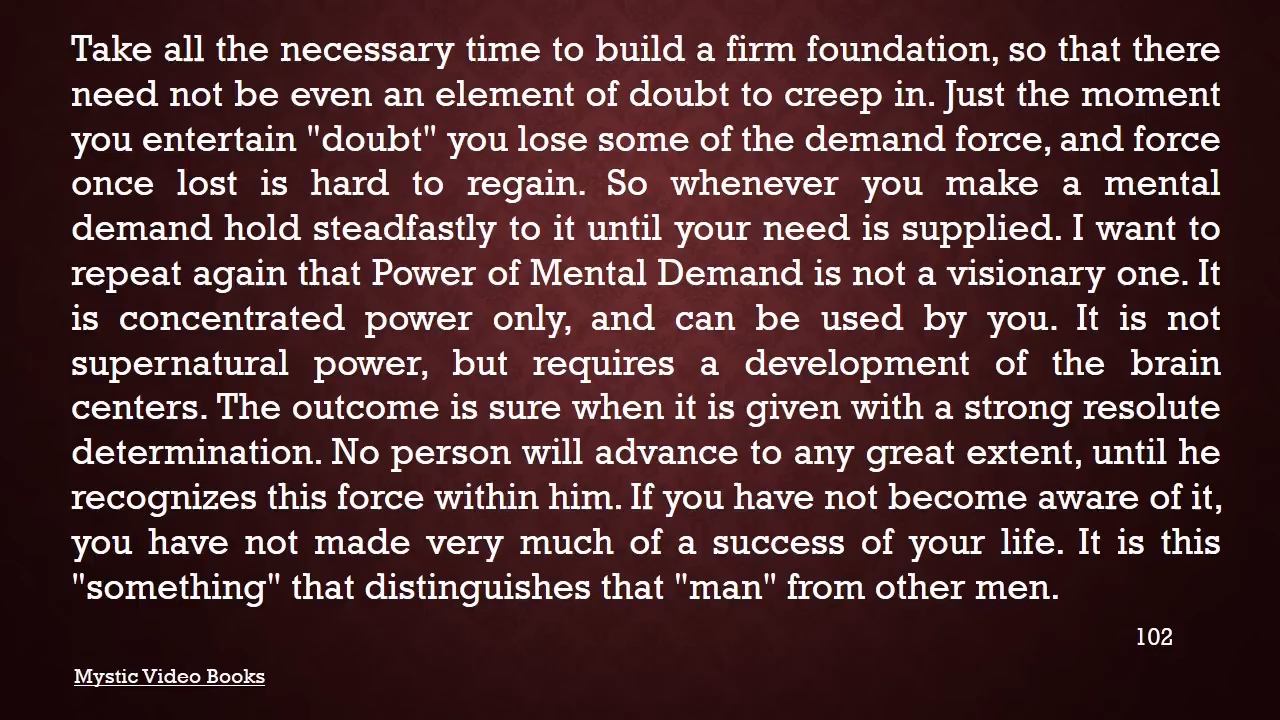 Take all the necessary time to build a firm foundation, so that there
need not be even an element of doubt to creep in. Just the moment
you entertain "doubt" you lose some of the demand force, and force
once lost is hard to regain. So whenever you make a mental
demand hold steadfastly to it until your need is supplied. I want to
repeat again that Power of Mental Demand is not a visionary one. It
is concentrated power only, and can be used by you. It is not
supernatural power, but requires a development of the brain
centers. The outcome is sure when it is given with a strong resolute
determination. No person will advance to any great extent, until he
recognizes this force within him. If you have not become aware of it,
you have not made very much of a success of your life. It is this
"something" that distinguishes that "man" from other men.
102
Mystic Video Books